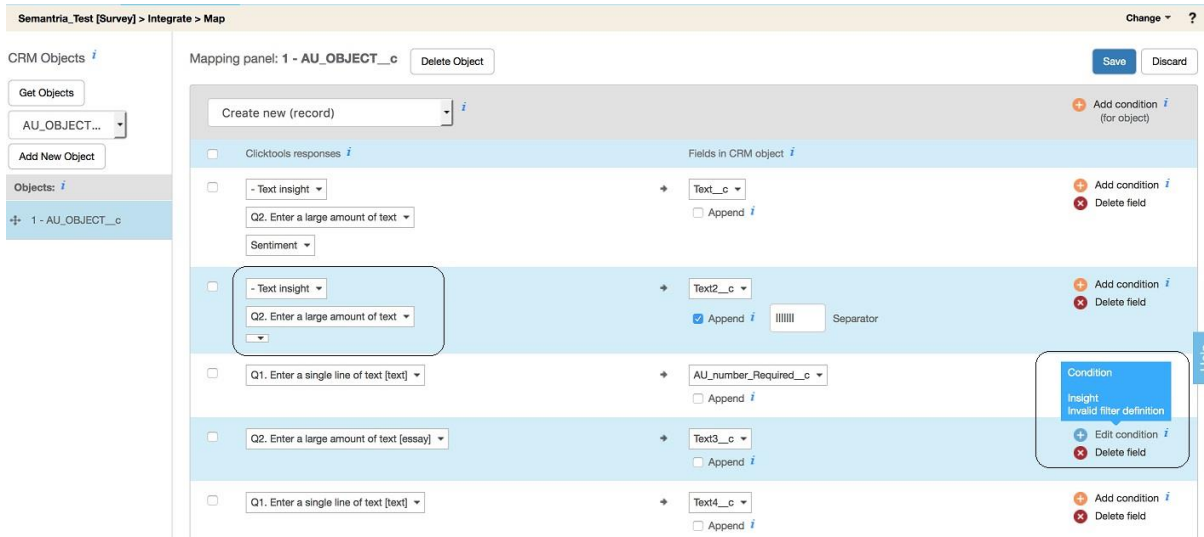 Semantria_Test [Survey] > Integrate > Map
Change
?
CRM Objects i
Get Objects
AU_OBJECT...
Add New Object
Objects: i
1 - AU_OBJECT__c
Mapping panel: 1 - AU_OBJECT__c
Delete Object
Save
Discard
Create new (record)
i
Add condition i
(for object)
Clicktools responses i
Fields in CRM object i
- Text insight
Text__c
Add condition i
Q2. Enter a large amount of text
Append i
Delete field
Sentiment
- Text insight
Text2__c
Add condition i
Q2. Enter a large amount of text
Append i
IIIIIII
Separator
Delete field
Q1. Enter a single line of text [text]
AU_number_Required__c
Append i
Condition
Insight
Invalid filter definition
Q2. Enter a large amount of text [essay]
Text3__c
Edit condition i
Append i
Delete field
Q1. Enter a single line of text [text]
Text4__c
Add condition i
Append i
Delete field